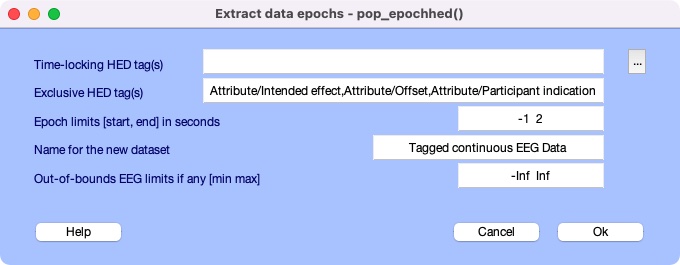 Extract data epochs - pop_epochhed()
Time-locking HED tag(s)
...
Exclusive HED tag(s) Attribute/Intended effect,Attribute/Offset,Attribute/Participant indication
Epoch limits [start, end] in seconds -1 2
Name for the new dataset Tagged continuous EEG Data
Out-of-bounds EEG limits if any [min max] -Inf Inf
Help Cancel Ok